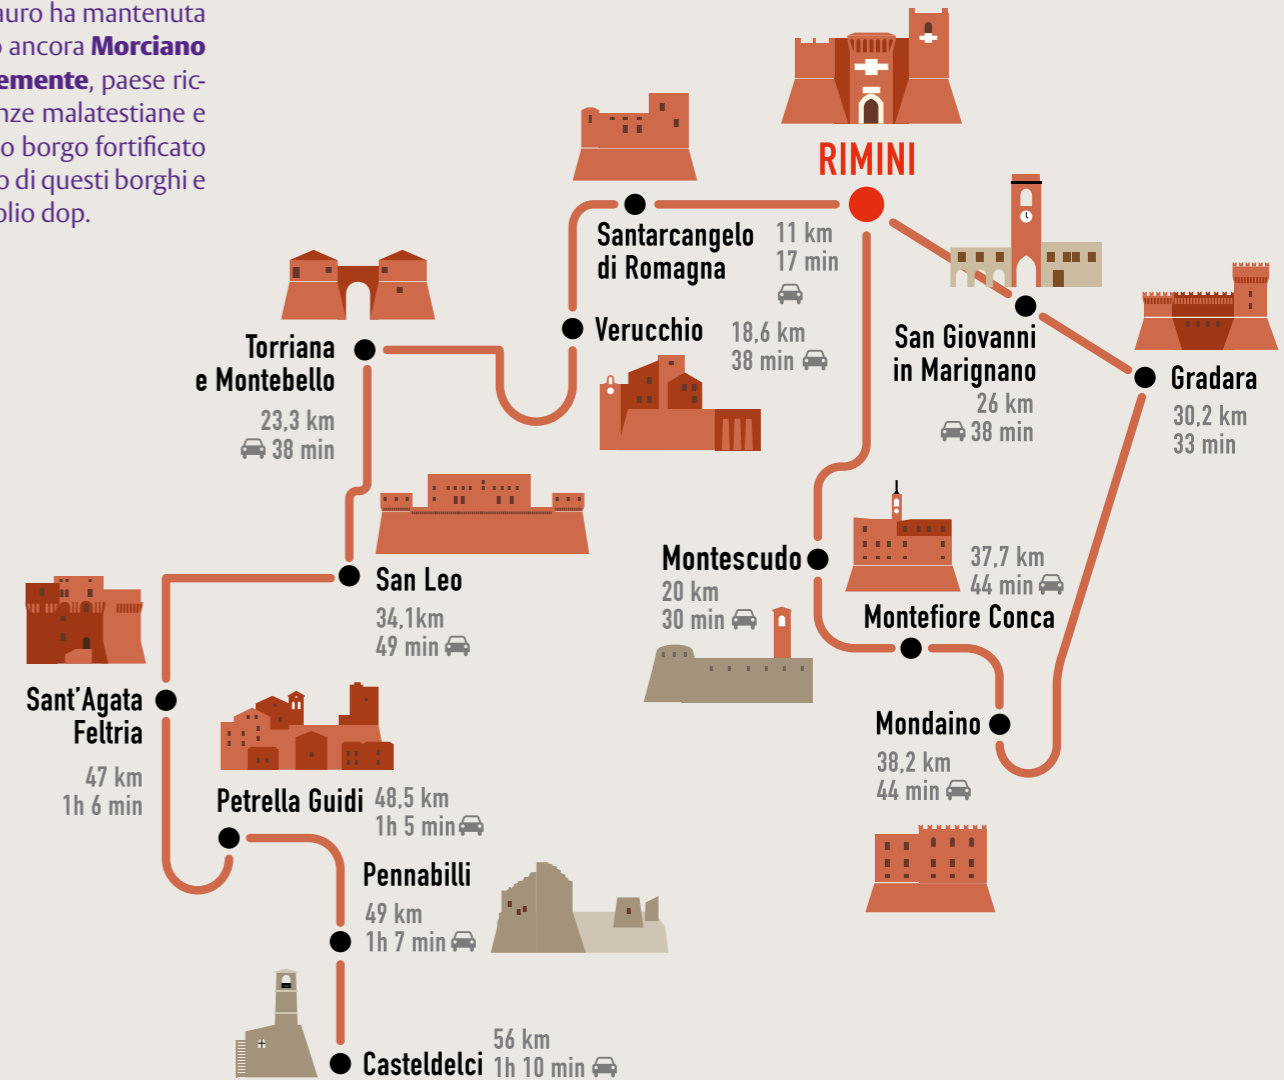 auro ha mantenuta
o ancora Morciano
emente, paese ric-
nze malatestiane e
o borgo fortificato
o di questi borghi e
olio dop.
RIMINI
Santarcangelo
di Romagna
11 km
17 min
Verucchio
18,6 km
38 min
Torriana
e Montebello
23,3 km
38 min
San Leo
34,1km
49 min
Sant'Agata
Feltria
47 km
1h 6 min
Petrella Guidi
48,5 km
1h 5 min
Pennabilli
49 km
1h 7 min
Casteldelci
56 km
1h 10 min
San Giovanni
in Marignano
26 km
38 min
Gradara
30,2 km
33 min
Montescudo
20 km
30 min
37,7 km
44 min
Montefiore Conca
Mondaino
38,2 km
44 min